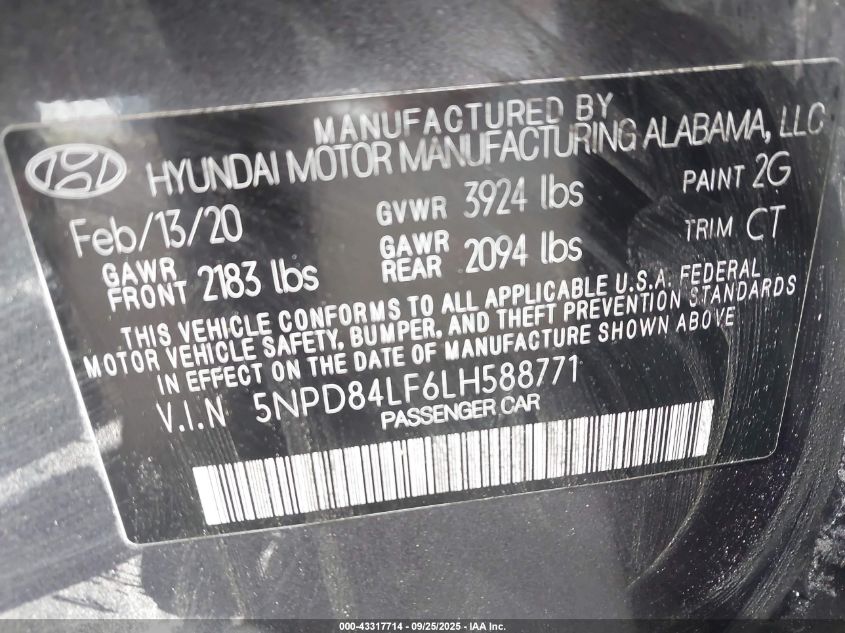 MANUFACTURED BY
HYUNDAI MOTOR MANUFACTURING ALABAMA, LLC
Feb/13/20 GVWR 3924 lbs PAINT 2G
GAWR FRONT 2183 lbs GAWR REAR 2094 lbs TRIM CT
THIS VEHICLE CONFORMS TO ALL APPLICABLE U.S.A. FEDERAL
MOTOR VEHICLE SAFETY, BUMPER, AND THEFT PREVENTION STANDARDS
IN EFFECT ON THE DATE OF MANUFACTURE SHOWN ABOVE
V.I.N 5NPD84LF6LH588771
PASSENGER CAR
000-43317714 - 09/25/2025 - IAA Inc.